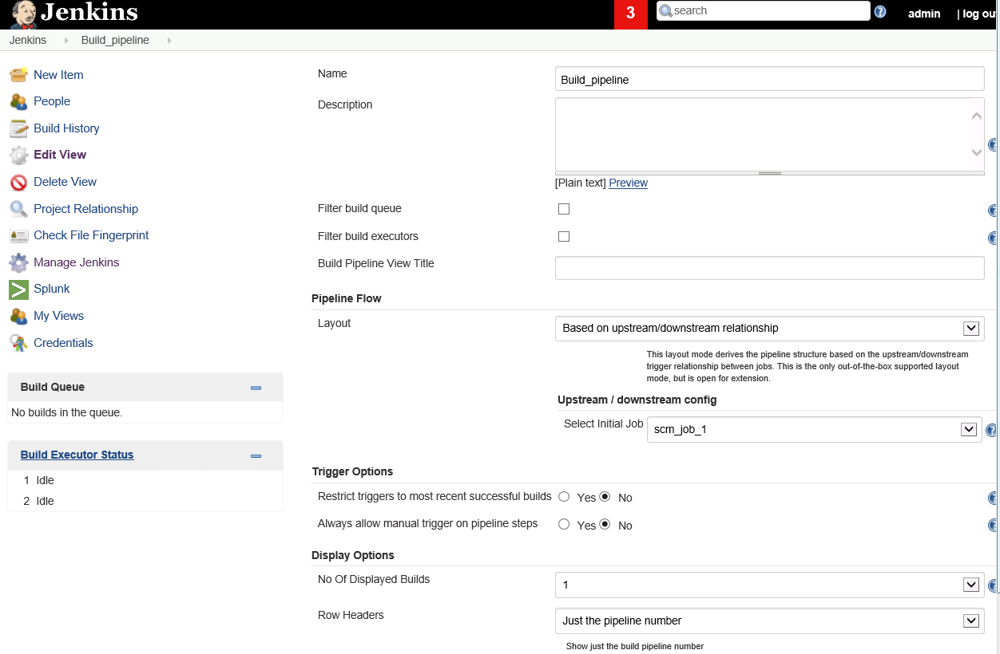 Jenkins
3
search
admin
| log ou
Jenkins
Build_pipeline
New Item
People
Build History
Edit View
Delete View
Project Relationship
Check File Fingerprint
Manage Jenkins
Splunk
My Views
Credentials
Build Queue
No builds in the queue.
Build Executor Status
1 Idle
2 Idle
Name
Build_pipeline
Description
[Plain text] Preview
Filter build queue
Filter build executors
Build Pipeline View Title
Pipeline Flow
Layout
Based on upstream/downstream relationship
This layout mode derives the pipeline structure based on the upstream/downstream
trigger relationship between jobs. This is the only out-of-the-box supported layout
mode, but is open for extension.
Upstream / downstream config
Select Initial Job
scm_job_1
Trigger Options
Restrict triggers to most recent successful builds Yes No
Always allow manual trigger on pipeline steps Yes No
Display Options
No Of Displayed Builds
1
Row Headers
Just the pipeline number
Show just the build pipeline number